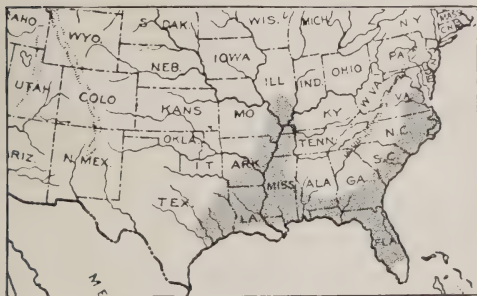 AHO.
WYO
S. DAK.
WIS.
MICH.
N Y
MAS
NEB.
IOWA
ILL
IND.
OHIO
PA.
UTAH
COLO
KANS
MO
KY
W VA
VA.
OKLA
I T
ARK
TENN.
N.C.
S.C.
ARIZ.
N. MEX.
TEX.
LA.
MISS
ALA
GA.
FLA
M E